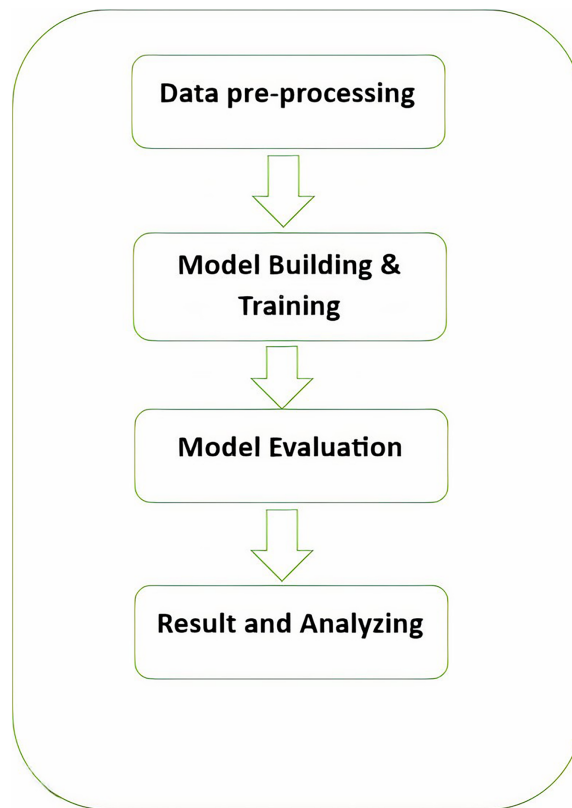 Data pre-processing
Model Building &
Training
Model Evaluation
Result and Analyzing